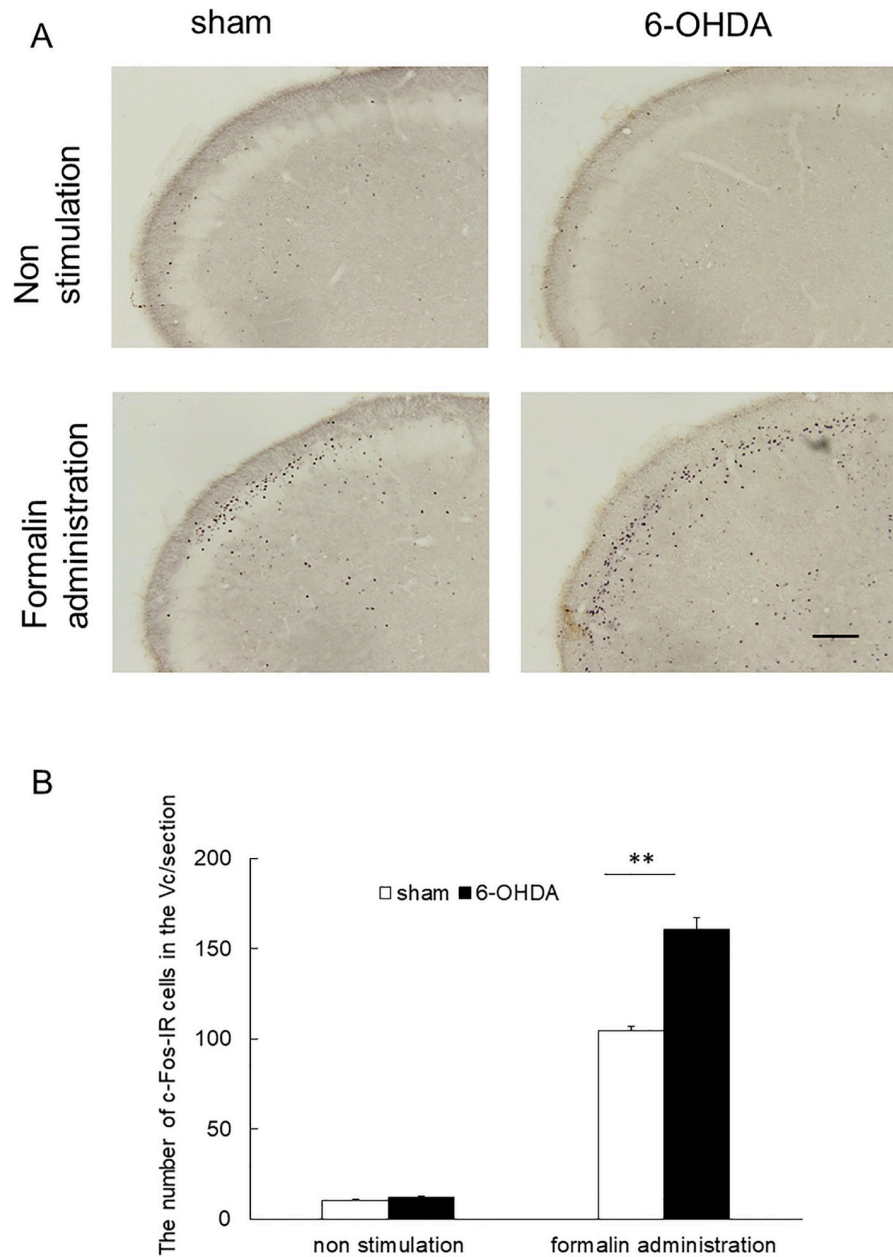 A
sham
6-OHDA
Non
stimulation
Formalin
administration
B
The number of c-Fos-IR cells in the Vc/section
200
150
100
50
0
sham 6-OHDA
**
non stimulation
formalin administration